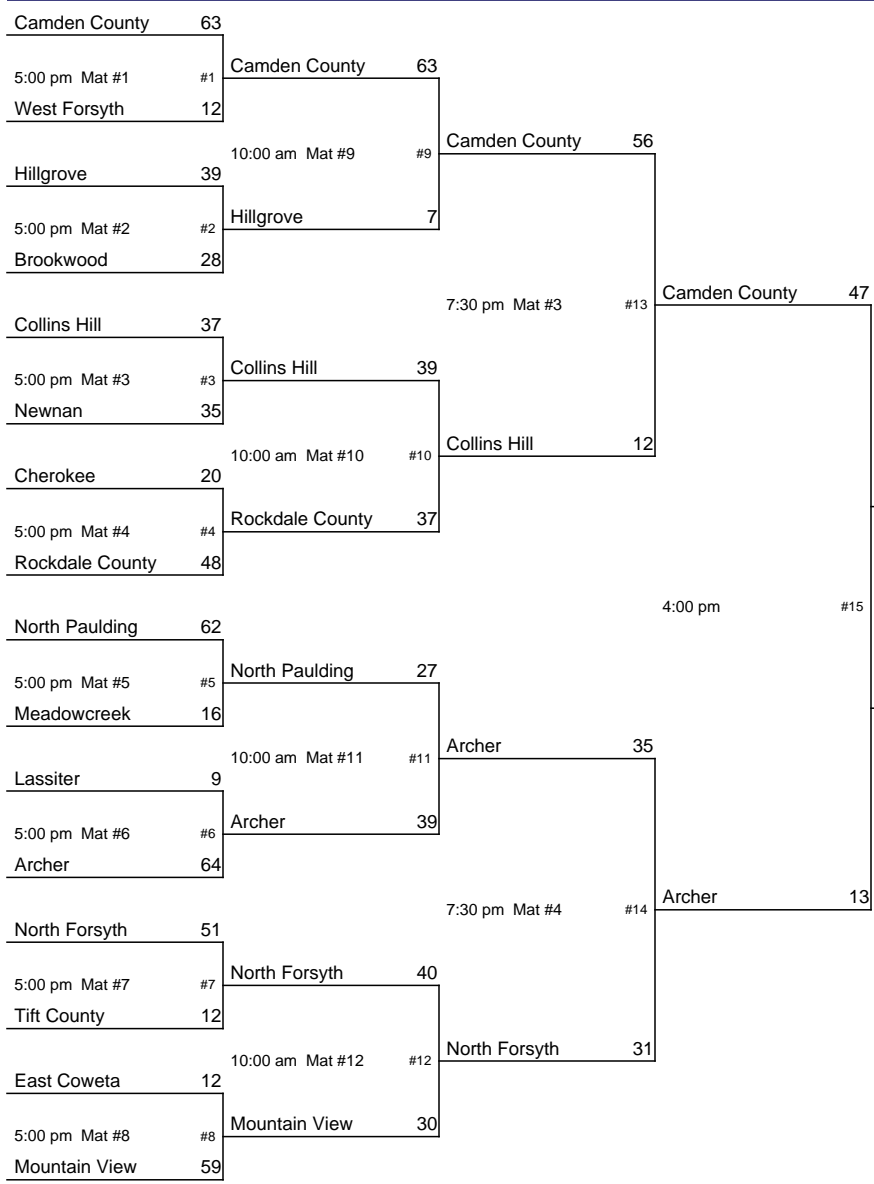 Camden County 63
5:00 pm Mat #1 #1
West Forsyth 12
Hillgrove 39
5:00 pm Mat #2 #2
Brookwood 28
Collins Hill 37
5:00 pm Mat #3 #3
Newnan 35
Cherokee 20
5:00 pm Mat #4 #4
Rockdale County 48
North Paulding 62
5:00 pm Mat #5 #5
Meadowcreek 16
Lassiter 9
5:00 pm Mat #6 #6
Archer 64
North Forsyth 51
5:00 pm Mat #7 #7
Tift County 12
East Coweta 12
5:00 pm Mat #8 #8
Mountain View 59
Camden County 63
10:00 am Mat #9 #9
Hillgrove 7
Collins Hill 39
10:00 am Mat #10 #10
Rockdale County 37
North Paulding 27
10:00 am Mat #11 #11
Archer 39
North Forsyth 40
10:00 am Mat #12 #12
Mountain View 30
Camden County 56
7:30 pm Mat #3 #13
Collins Hill 12
Archer 35
7:30 pm Mat #4 #14
North Forsyth 31
Camden County 47
4:00 pm #15
Archer 13